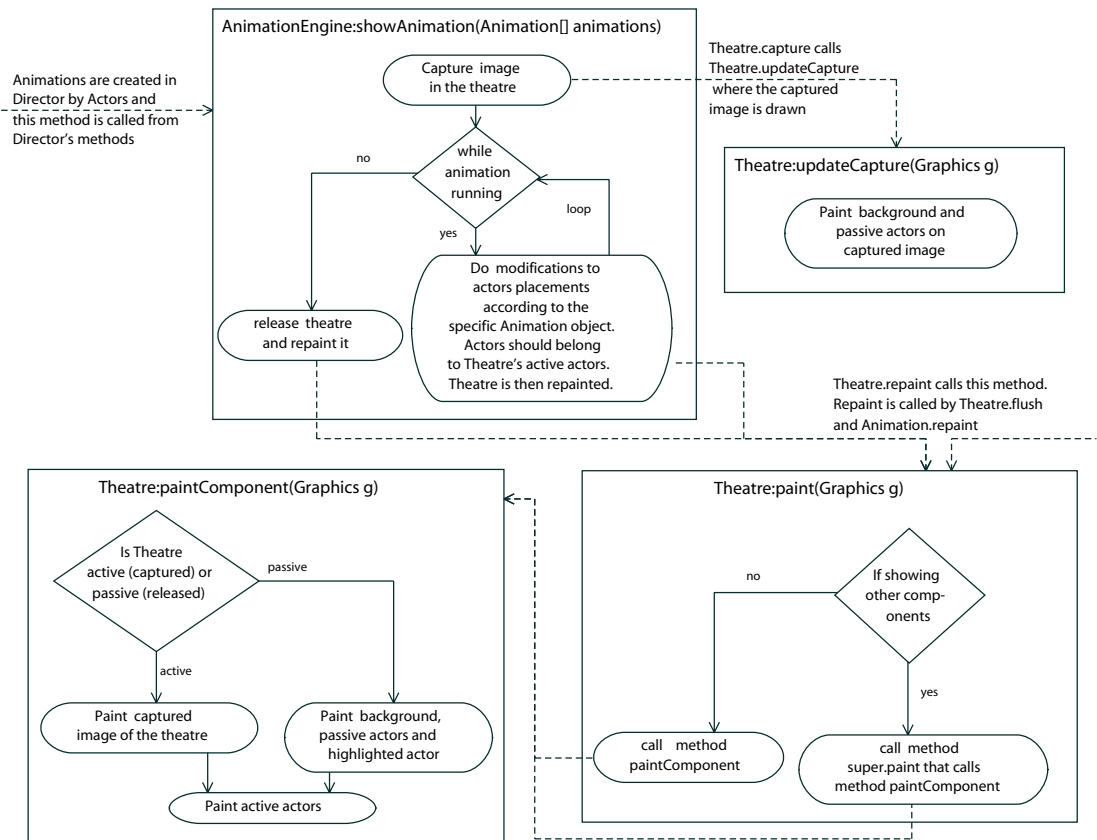 AnimationEngine:showAnimation(Animation[] animations)
Animations are created in
Director by Actors and
this method is called from
Director's methods
Capture image
in the theatre
Theatre.capture calls
Theatre.updateCapture
where the captured
image is drawn
while
animation
running
no
yes
loop
Do modifications to
actors placements
according to the
specific Animation object.
Actors should belong
to Theatre's active actors.
Theatre is then repainted.
release theatre
and repaint it
Theatre:updateCapture(Graphics g)
Paint background and
passive actors on
captured image
Theatre.repaint calls this method.
Repaint is called by Theatre.flush
and Animation.repaint
Theatre:paintComponent(Graphics g)
Is Theatre
active (captured) or
passive (released)
passive
active
Paint captured
image of the theatre
Paint background,
passive actors and
highlighted actor
Paint active actors
Theatre:paint(Graphics g)
If showing
other comp-
onents
no
yes
call method
paintComponent
call method
super.paint that calls
method paintComponent